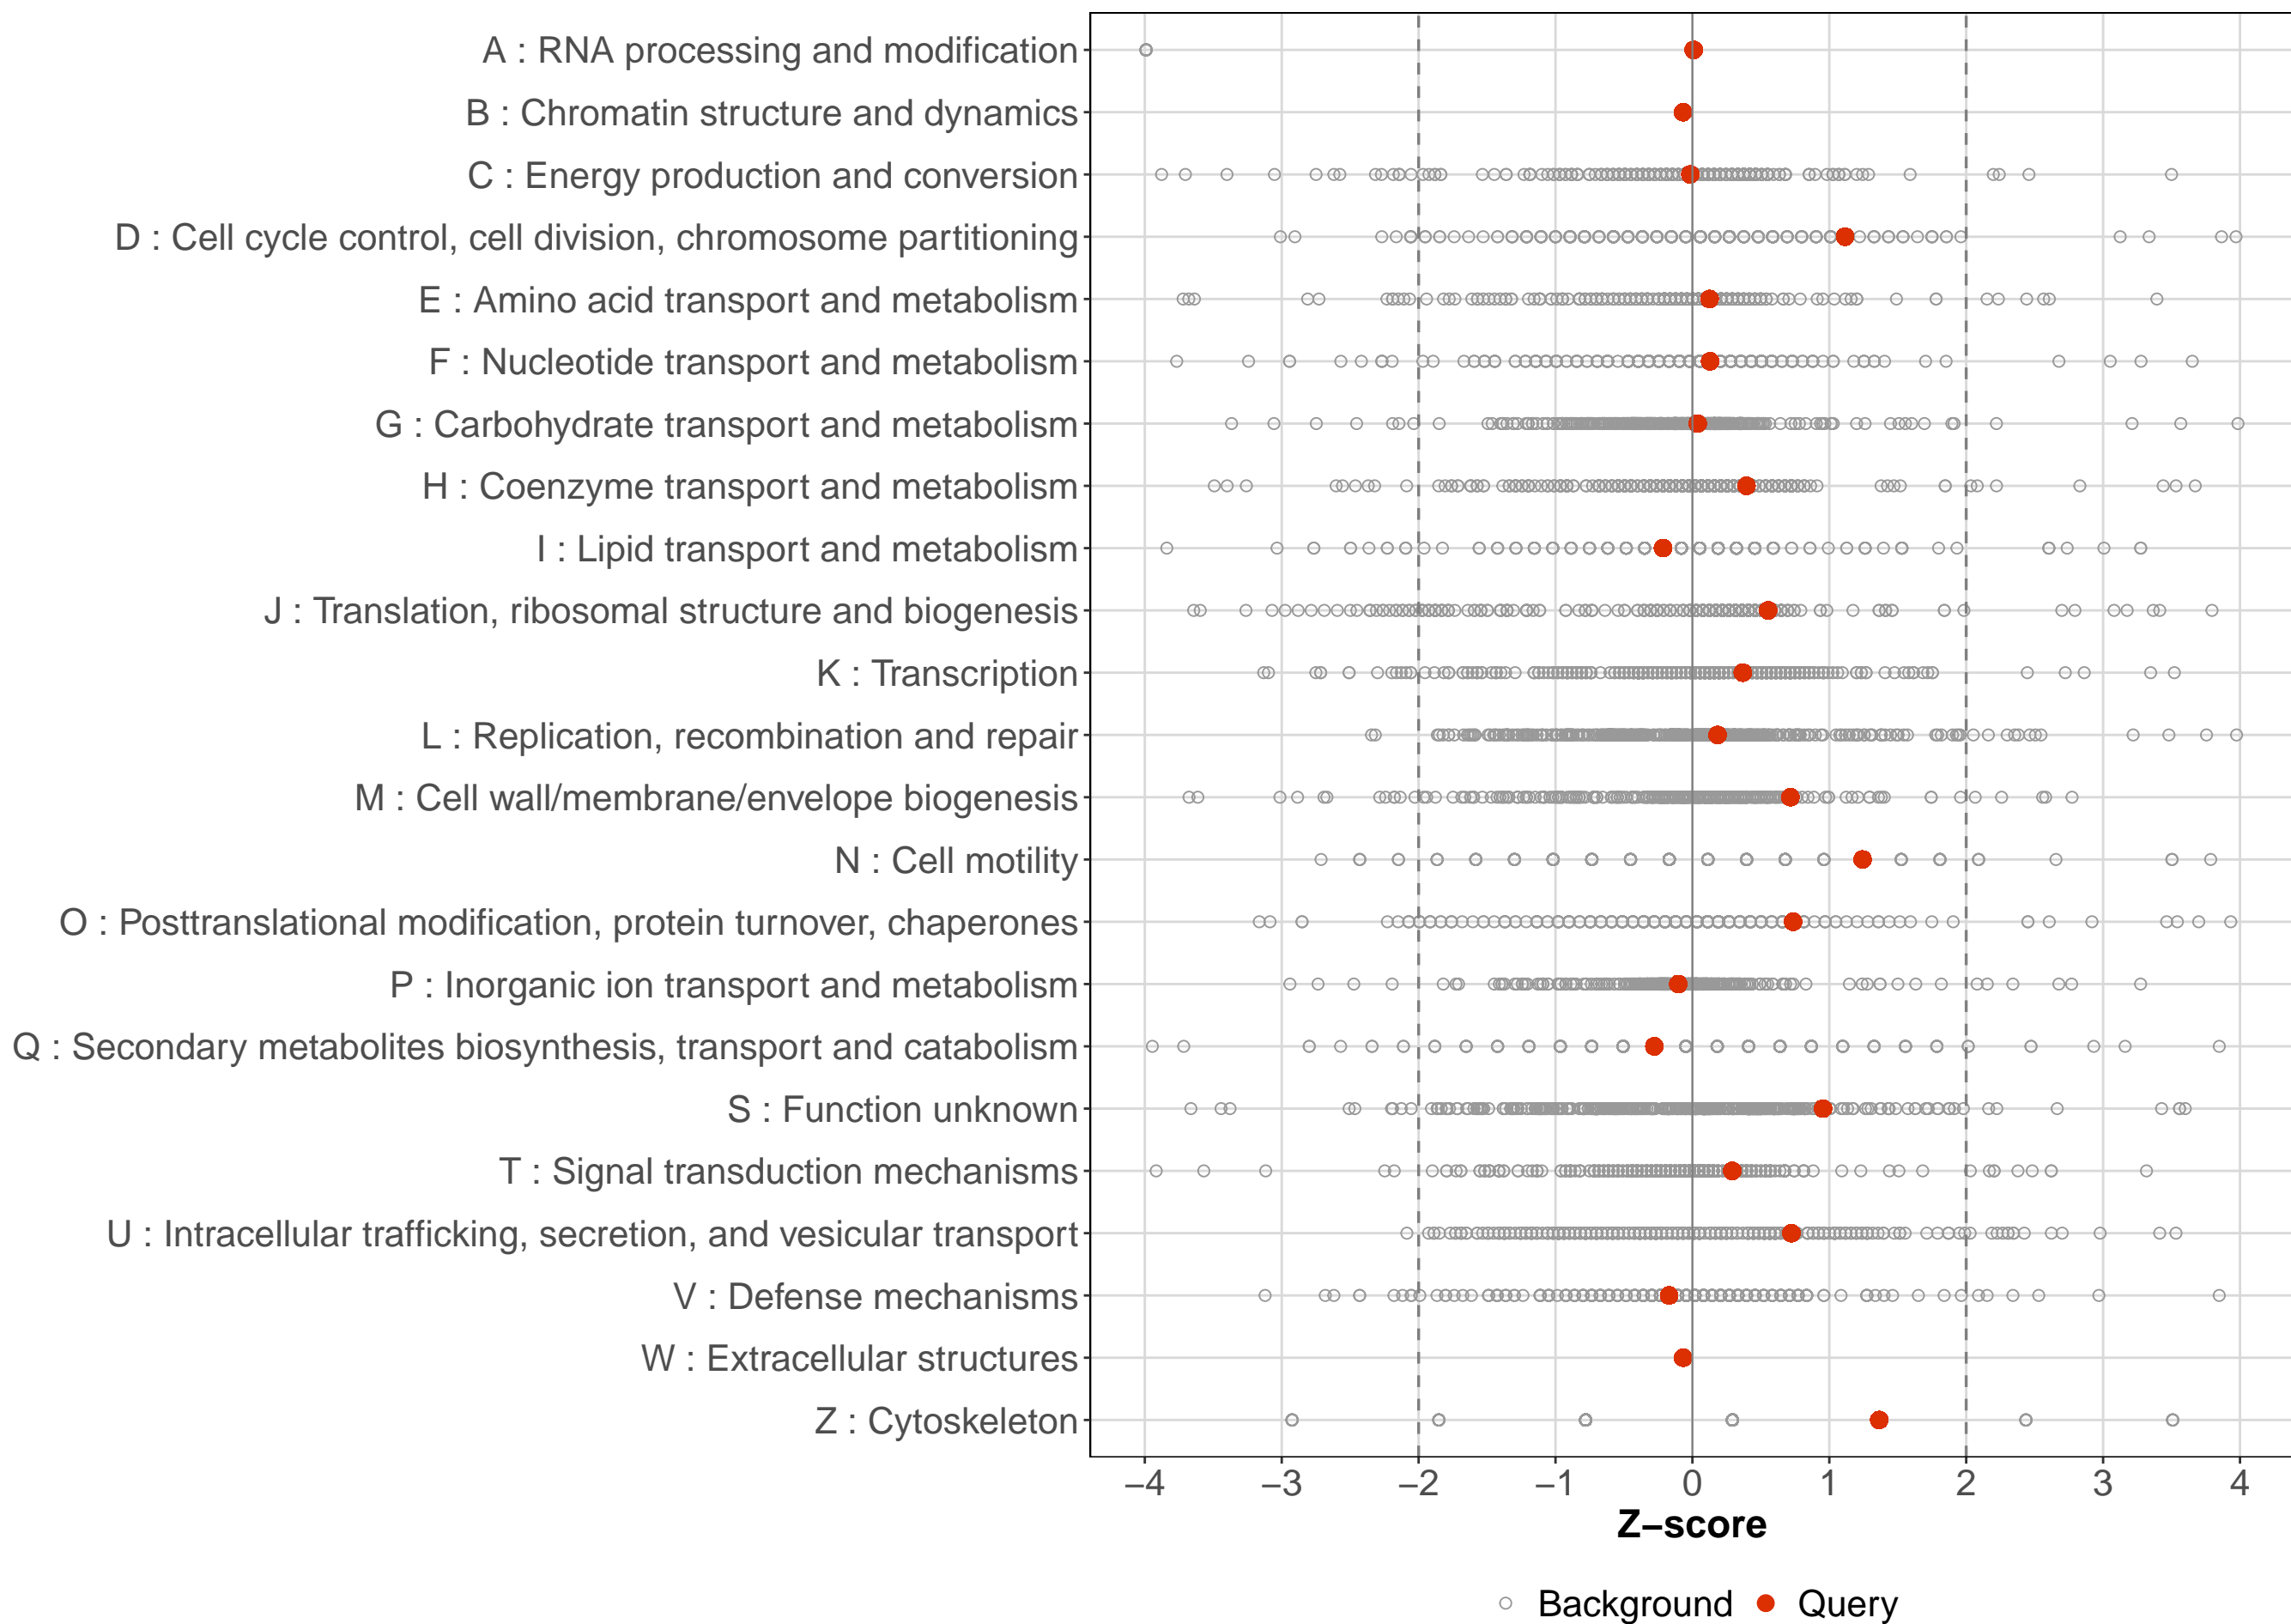 A : RNA processing and modification
B : Chromatin structure and dynamics
C : Energy production and conversion
D : Cell cycle control, cell division, chromosome partitioning
E : Amino acid transport and metabolism
F : Nucleotide transport and metabolism
G : Carbohydrate transport and metabolism
H : Coenzyme transport and metabolism
I : Lipid transport and metabolism
J : Translation, ribosomal structure and biogenesis
K : Transcription
L : Replication, recombination and repair
M : Cell wall/membrane/envelope biogenesis
N : Cell motility
O : Posttranslational modification, protein turnover, chaperones
P : Inorganic ion transport and metabolism
Q : Secondary metabolites biosynthesis, transport and catabolism
S : Function unknown
T : Signal transduction mechanisms
U : Intracellular trafficking, secretion, and vesicular transport
V : Defense mechanisms
W : Extracellular structures
Z : Cytoskeleton
−4 −3 −2 −1 0 1 2 3 4
Z−score
Background Query